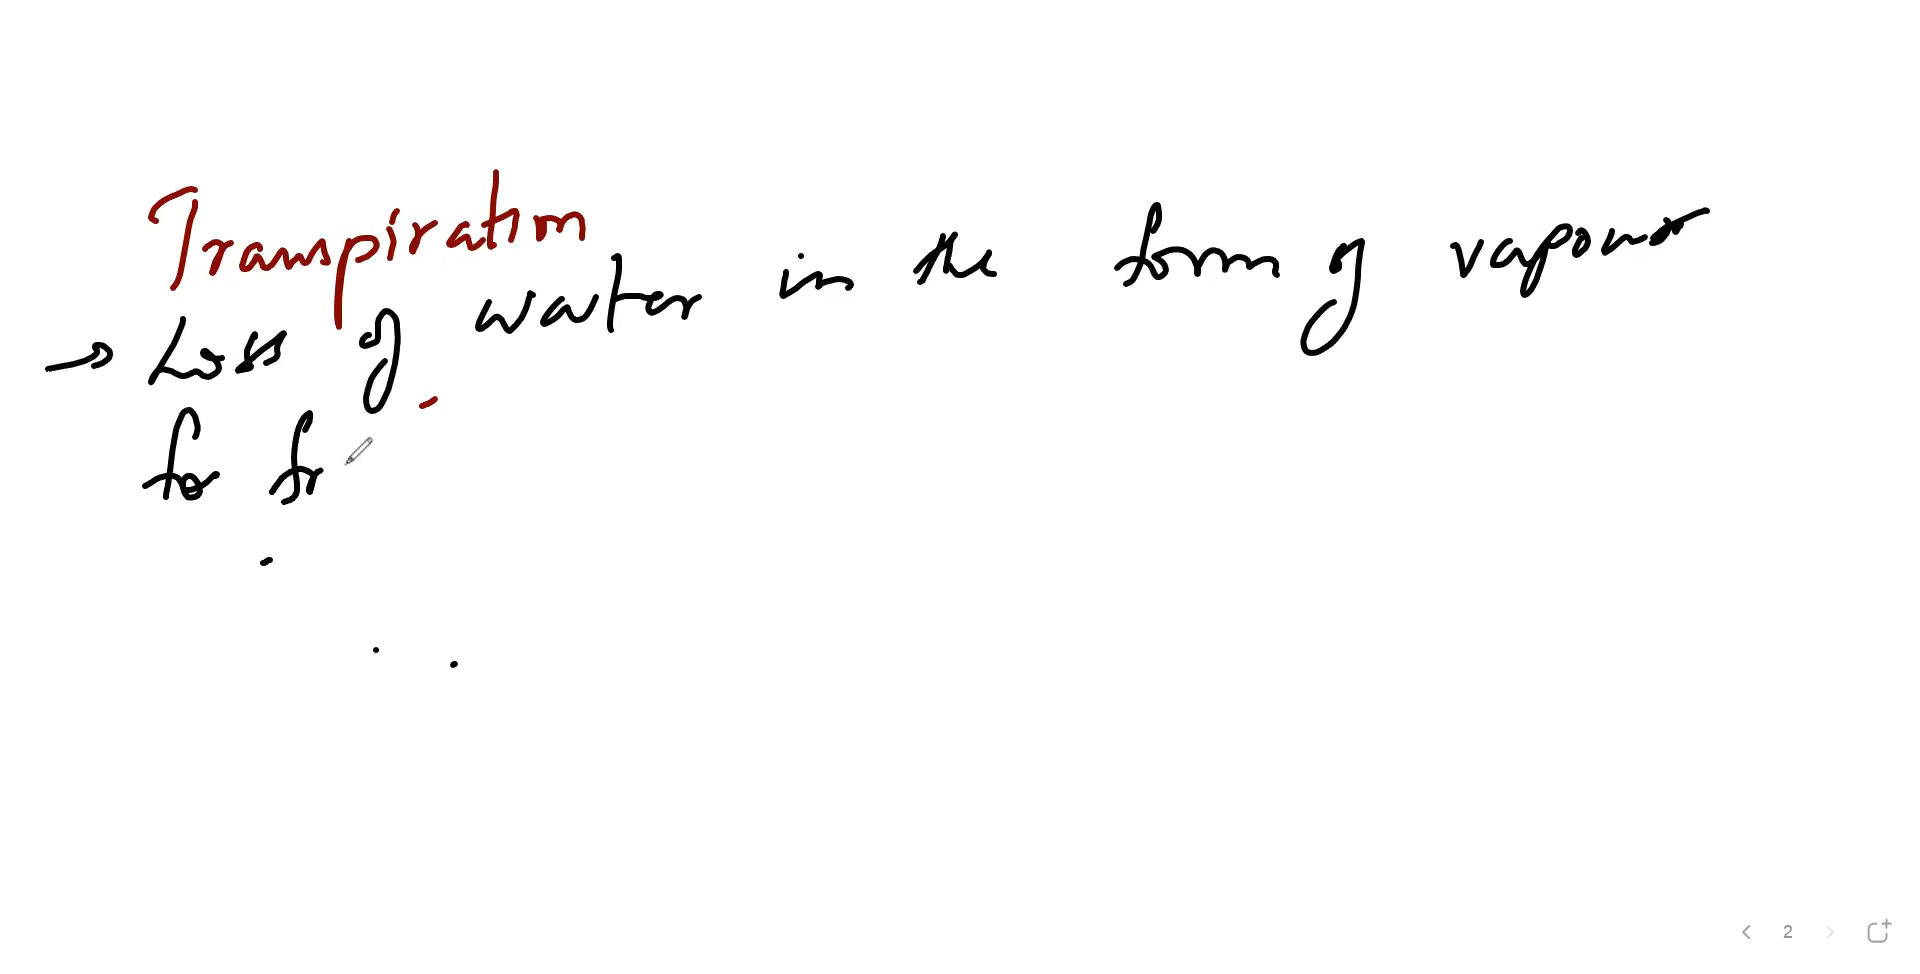 Transpiration
→ Loss of water in the form of vapour
for fr
2